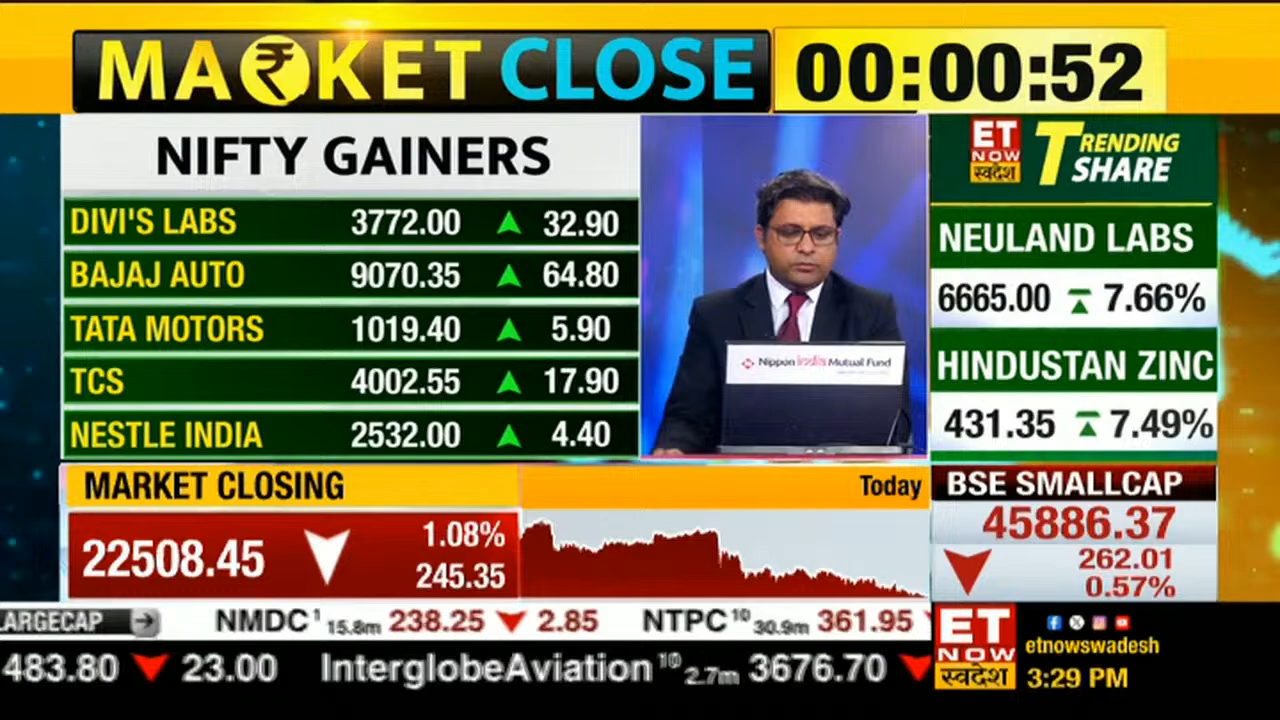 MA₹KET CLOSE 00:00:52
NIFTY GAINERS
DIVI'S LABS 3772.00 ▲ 32.90
BAJAJ AUTO 9070.35 ▲ 64.80
TATA MOTORS 1019.40 ▲ 5.90
TCS 4002.55 ▲ 17.90
NESTLE INDIA 2532.00 ▲ 4.40
Nippon india Mutual Fund
ET NOW स्वदेश
TRENDING SHARE
NEULAND LABS
6665.00 ▲ 7.66%
HINDUSTAN ZINC
431.35 ▲ 7.49%
MARKET CLOSING Today
22508.45 ▼ 1.08%
245.35
BSE SMALLCAP
45886.37
▼ 262.01
0.57%
LARGECAP → NMDC 1 15.8m 238.25 ▼ 2.85 NTPC 10 30.9m 361.95
483.80 ▼ 23.00 InterglobeAviation 10 2.7m 3676.70 ▼
ET NOW स्वदेश
etnowswadesh
3:29 PM